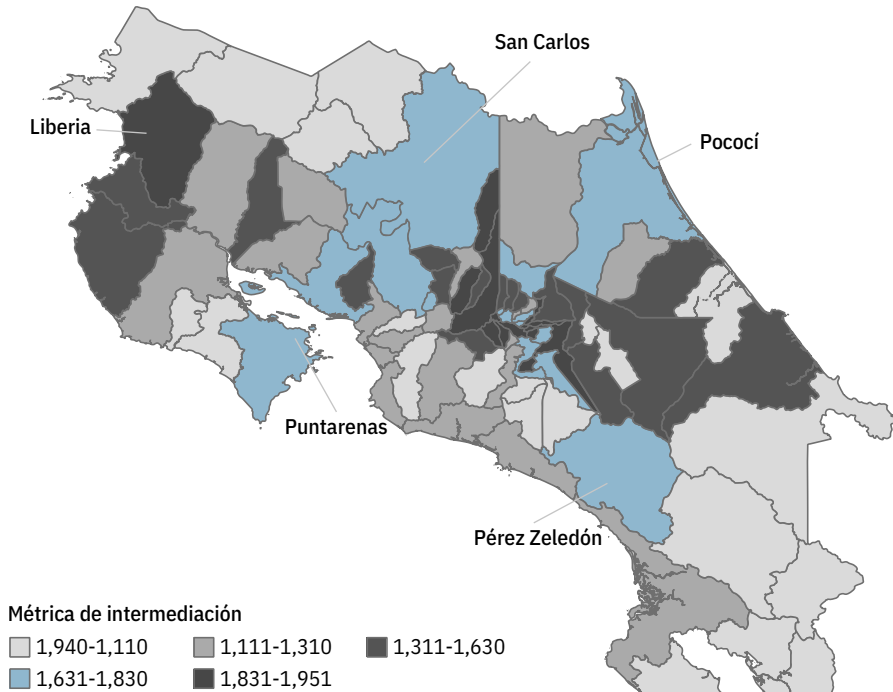 San Carlos
Liberia
Pococí
Puntarenas
Pérez Zeledón
Métrica de intermediación
1,940-1,110
1,111-1,310
1,311-1,630
1,631-1,830
1,831-1,951